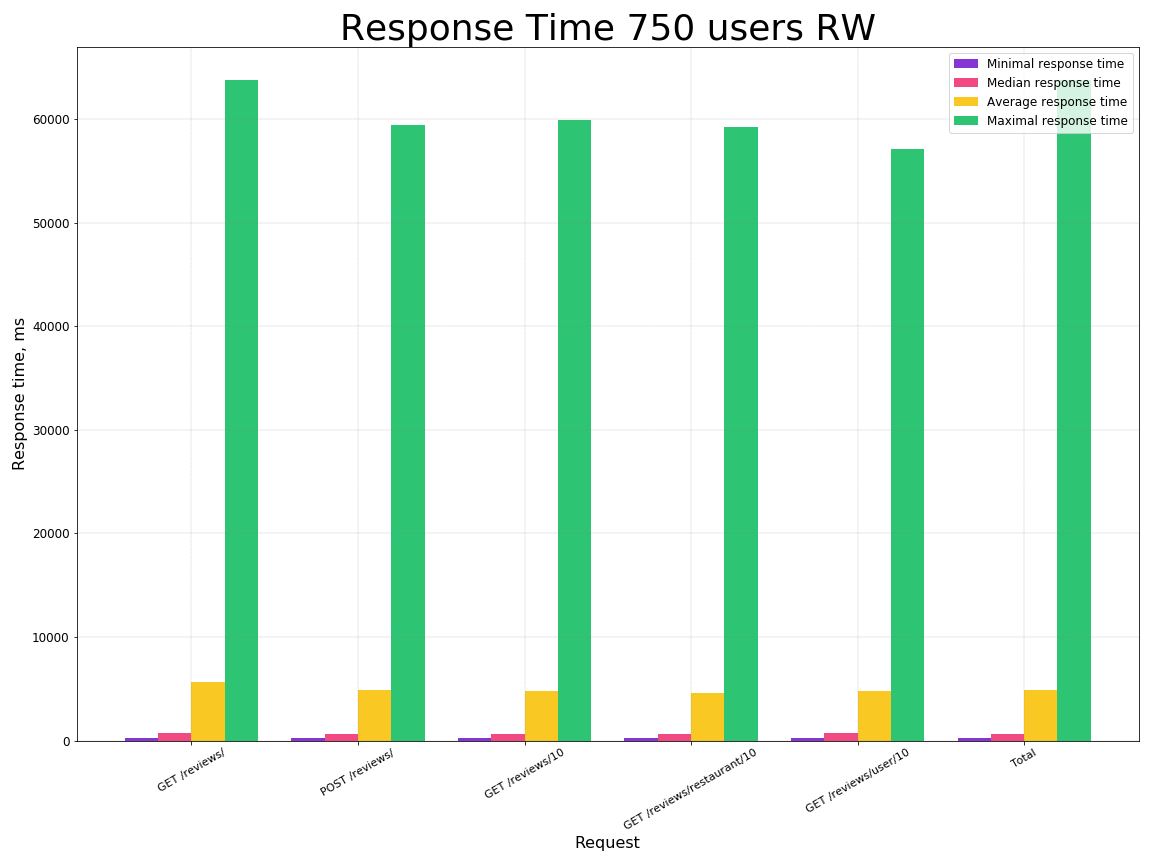 Response Time 750 users RW
Minimal response time
Median response time
Average response time
Maximal response time
Response time, ms
60000
50000
40000
30000
20000
10000
0
GET /reviews/
POST /reviews/
GET /reviews/10
GET /reviews/restaurant/10
GET /reviews/user/10
Total
Request